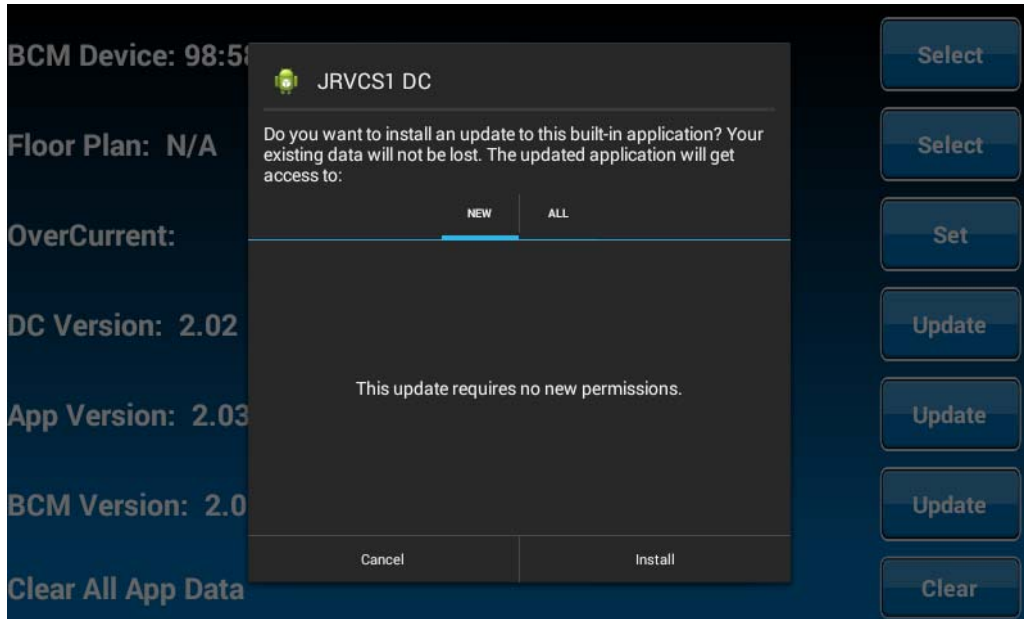 BCM Device: 98:58
Select
JRVCS1 DC
Do you want to install an update to this built-in application? Your
existing data will not be lost. The updated application will get
access to:
Floor Plan: N/A
Select
NEW
ALL
OverCurrent:
Set
DC Version: 2.02
Update
This update requires no new permissions.
App Version: 2.03
Update
BCM Version: 2.0
Update
Cancel
Install
Clear All App Data
Clear